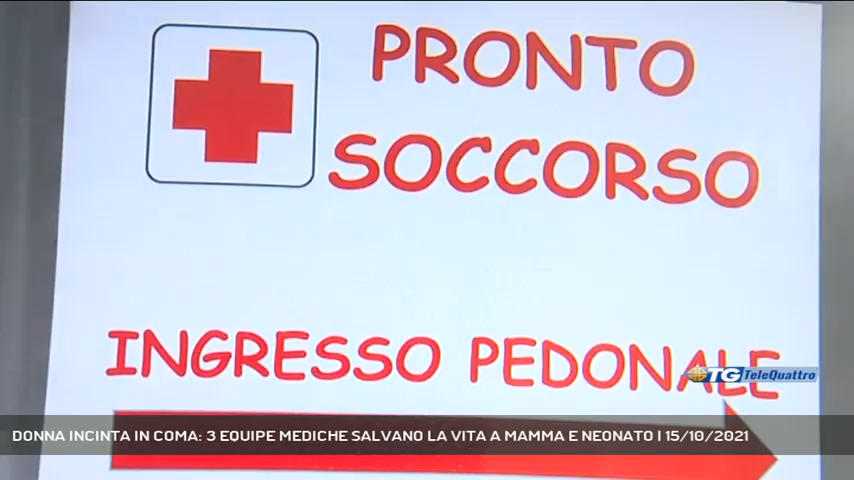 PRONTO
SOCCORSO
INGRESSO PEDONALE
TG TeleQuattro
DONNA INCINTA IN COMA: 3 EQUIPE MEDICHE SALVANO LA VITA A MAMMA E NEONATO | 15/10/2021